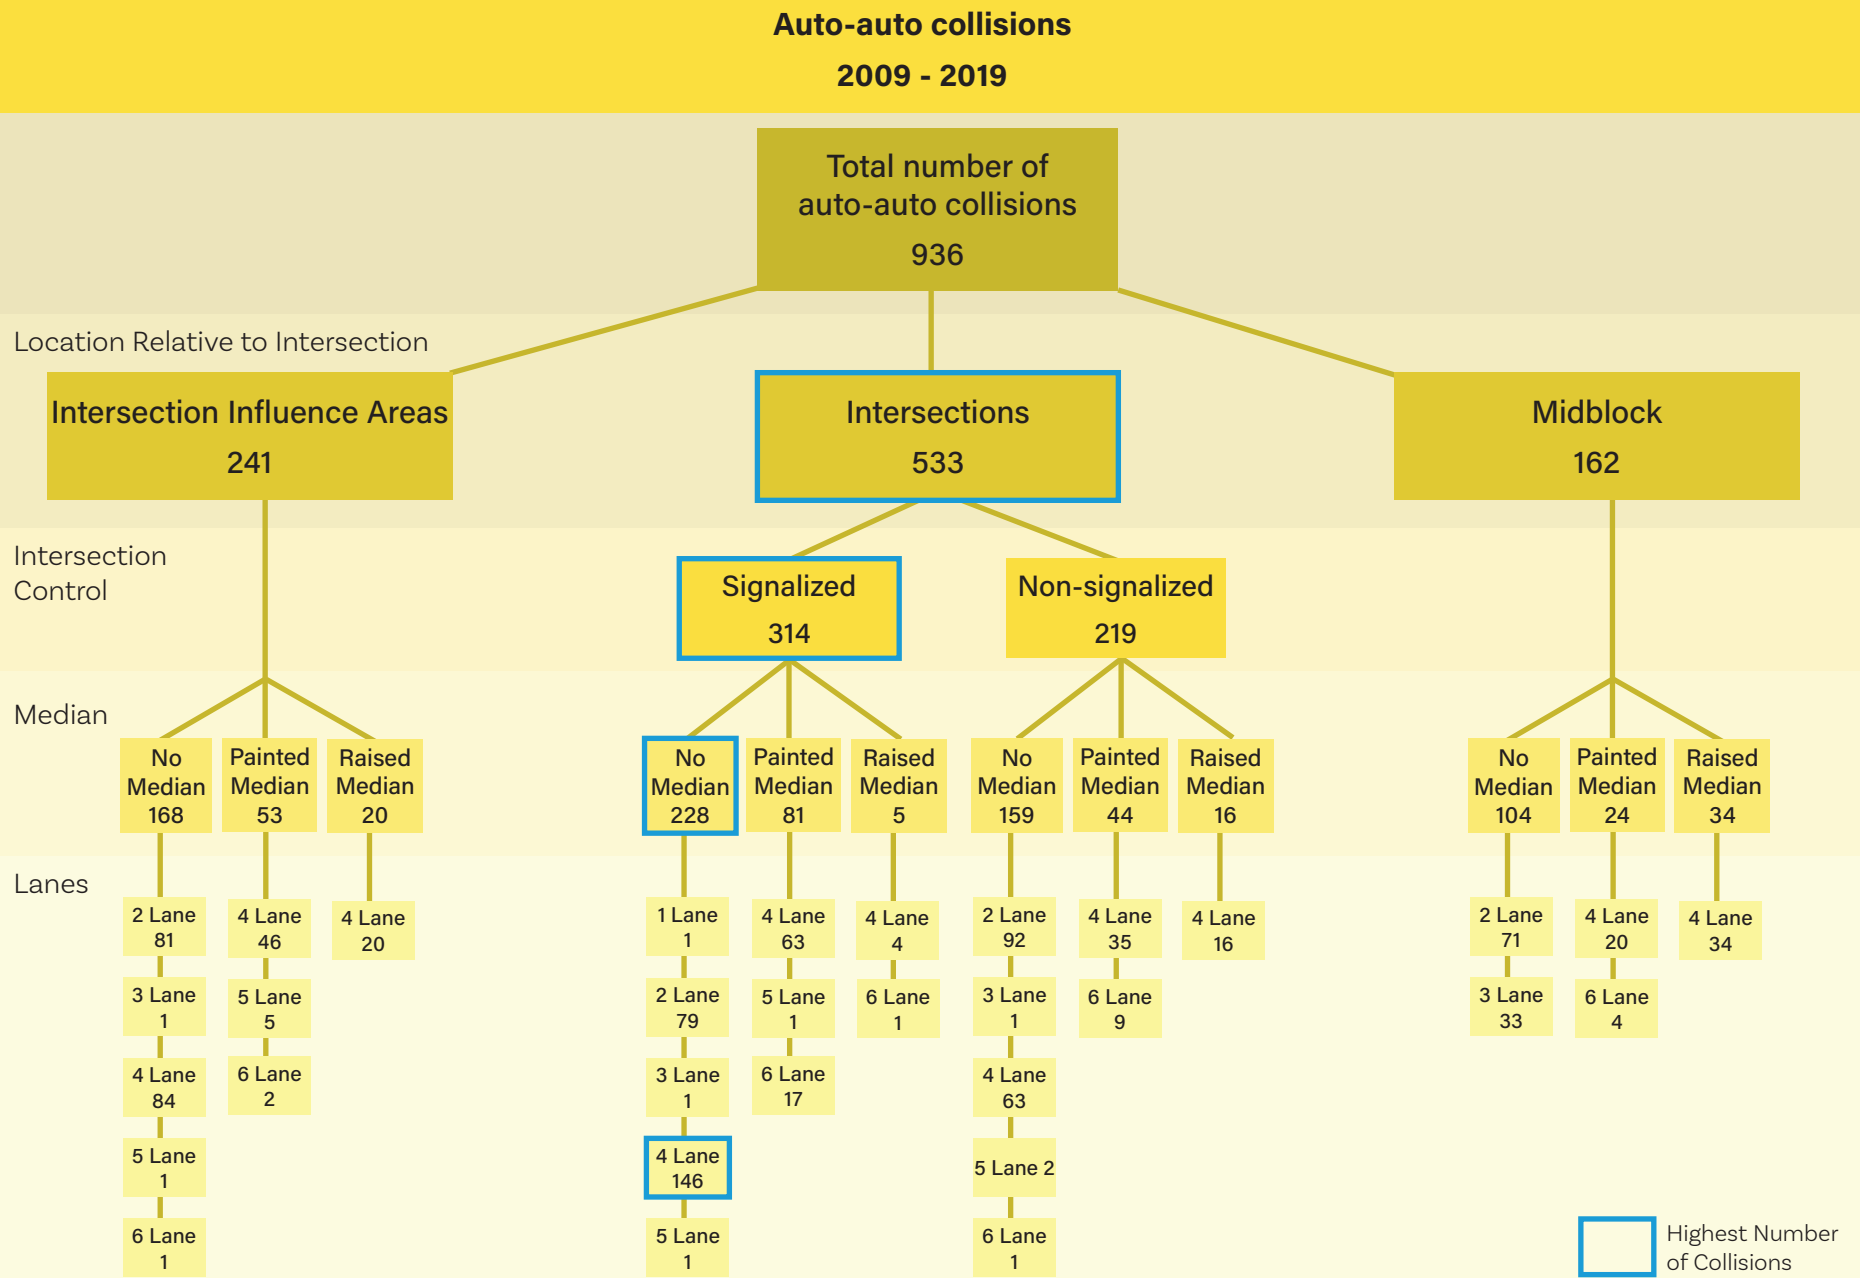 Auto-auto collisions
2009 - 2019
Total number of
auto-auto collisions
936
Location Relative to Intersection
Intersection Influence Areas
241
Intersections
533
Midblock
162
Intersection
Control
Signalized
314
Non-signalized
219
Median
No
Median
168
Painted
Median
53
Raised
Median
20
No
Median
228
Painted
Median
81
Raised
Median
5
No
Median
159
Painted
Median
44
Raised
Median
16
No
Median
104
Painted
Median
24
Raised
Median
34
Lanes
2 Lane
81
3 Lane
1
4 Lane
84
5 Lane
1
6 Lane
1
4 Lane
46
5 Lane
5
6 Lane
2
4 Lane
20
1 Lane
1
2 Lane
79
3 Lane
1
4 Lane
146
5 Lane
1
4 Lane
63
5 Lane
1
6 Lane
17
4 Lane
4
6 Lane
1
2 Lane
92
3 Lane
1
4 Lane
63
5 Lane 2
6 Lane
1
4 Lane
35
6 Lane
9
4 Lane
16
2 Lane
71
3 Lane
33
4 Lane
20
6 Lane
4
4 Lane
34
Highest Number
of Collisions